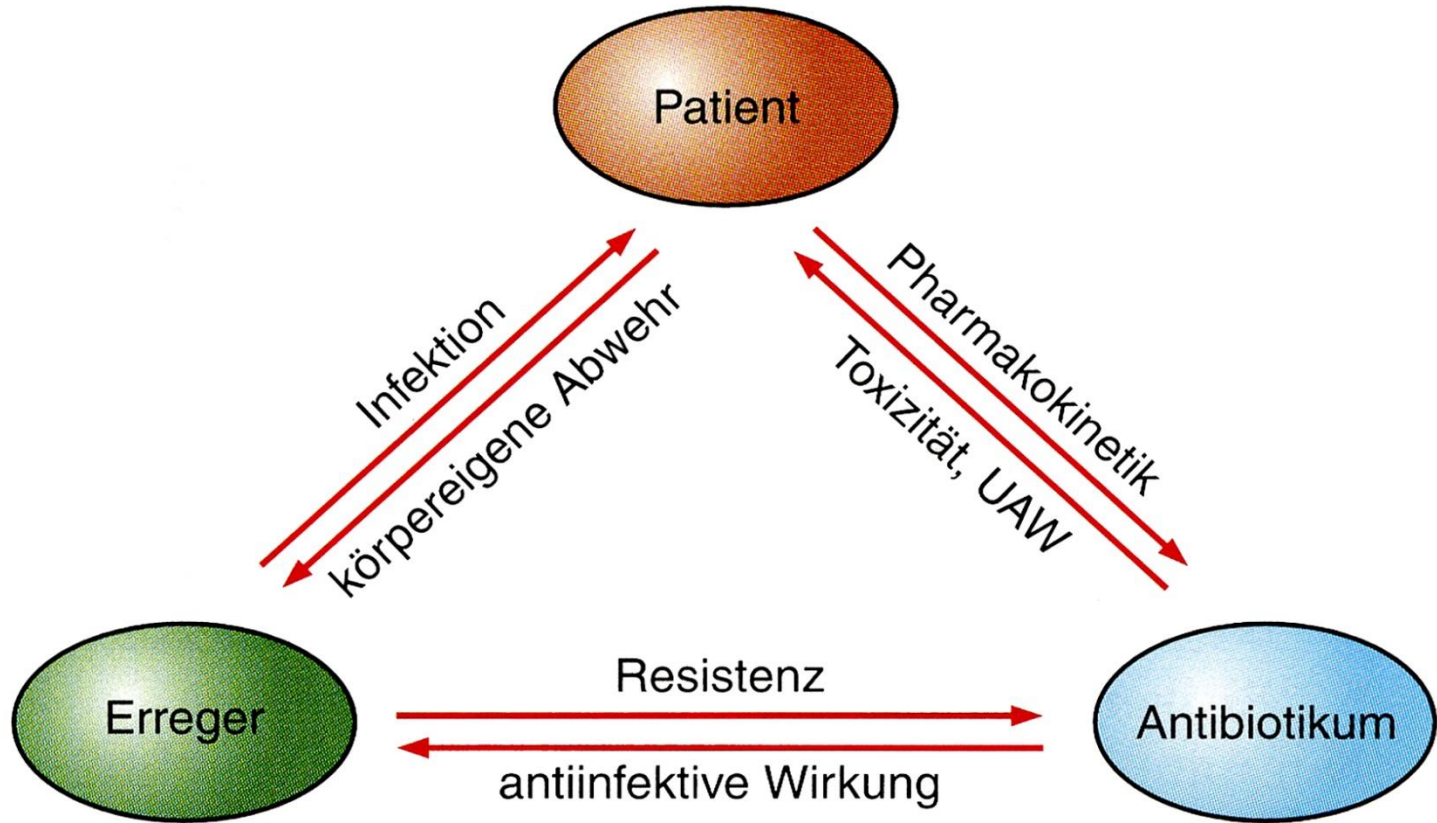 Patient
Infektion
körpereigene Abwehr
Pharmakokinetik
Toxizität, UAW
Erreger
Resistenz
antiinfektive Wirkung
Antibiotikum